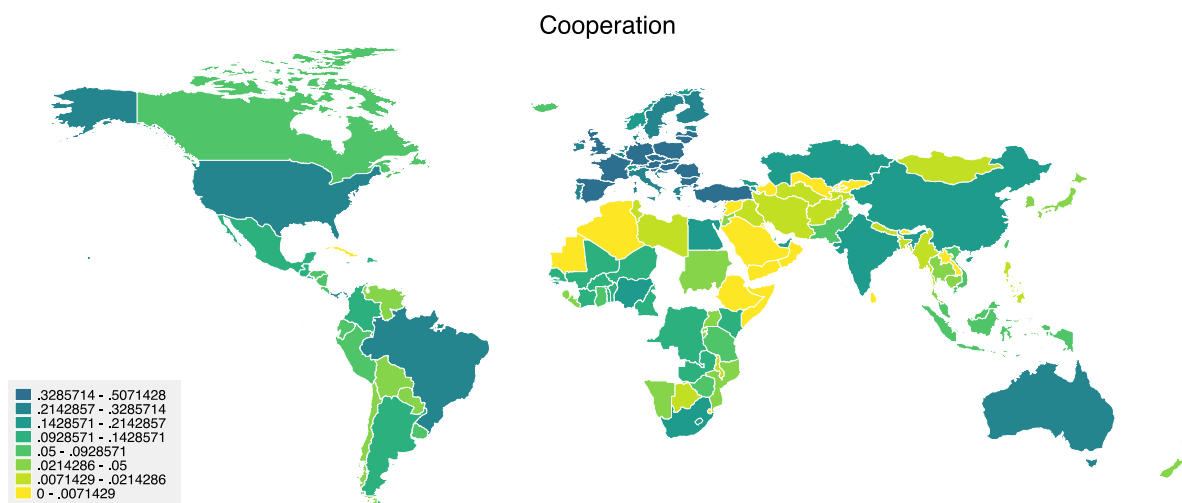 Cooperation
.3285714 - .5071428
.2142857 - .3285714
.1428571 - .2142857
.0928571 - .1428571
.05 - .0928571
.0214286 - .05
.0071429 - .0214286
0 - .0071429